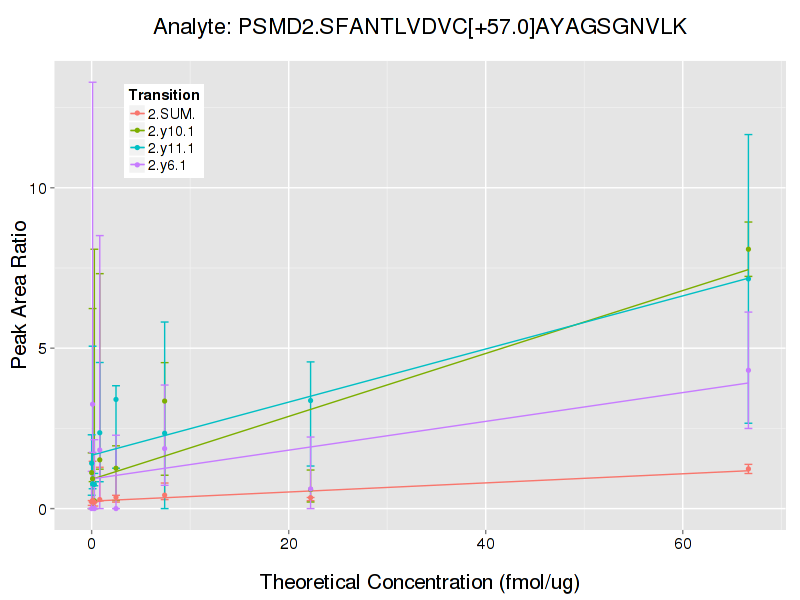 Analyte: PSMD2.SFANTLVDVC[+57.0]AYAGSGNVLK
Transition
2.SUM.
2.y10.1
2.y11.1
2.y6.1
10
5
0
Peak Area Ratio
0 20 40 60
Theoretical Concentration (fmol/ug)